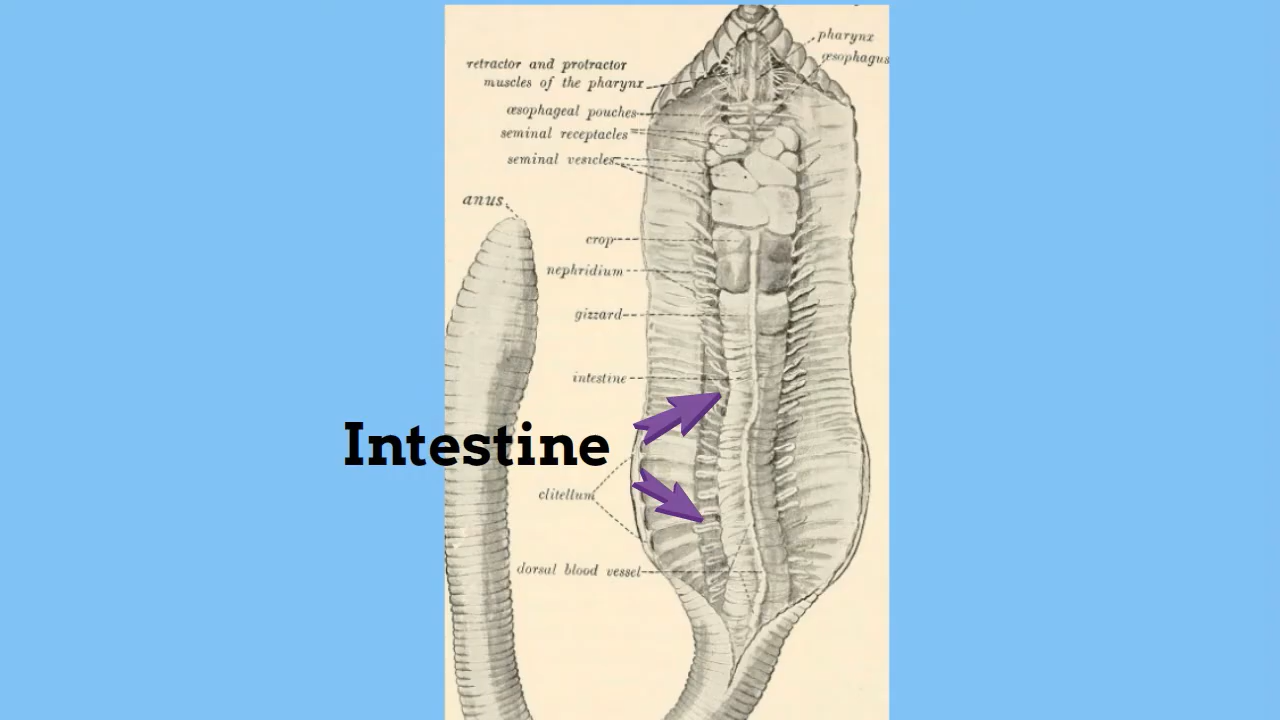 pharynx
œsophagus
retractor and protractor
muscles of the pharynx
œsophageal pouches
seminal receptacles
seminal vesicles
anus
crop
nephridium
gizzard
intestine
Intestine
clitellum
dorsal blood vessel